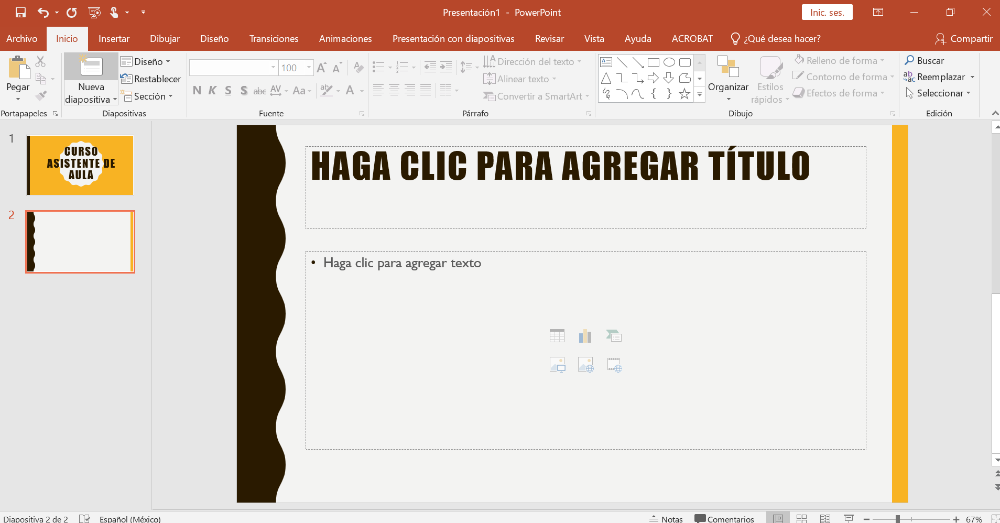 Presentación1 - PowerPoint
Inic. ses.
Archivo Inicio Insertar Dibujar Diseño Transiciones Animaciones Presentación con diapositivas Revisar Vista Ayuda ACROBAT ¿Qué desea hacer? Compartir
Pegar
Portapapeles
Nueva
diapositiva
Diseño
Restablecer
Sección
Diapositivas
100
A A
N K S S abc AV Aa ab A
Fuente
Dirección del texto
Alinear texto
Convertir a SmartArt
Párrafo
Organizar
Estilos
rápidos
Relleno de forma
Contorno de forma
Efectos de forma
Dibujo
Buscar
Reemplazar
Seleccionar
Edición
1
CURSO
ASISTENTE DE
AULA
2
HAGA CLIC PARA AGREGAR TÍTULO
• Haga clic para agregar texto
Diapositiva 2 de 2 Español (México) Notas Comentarios 67%